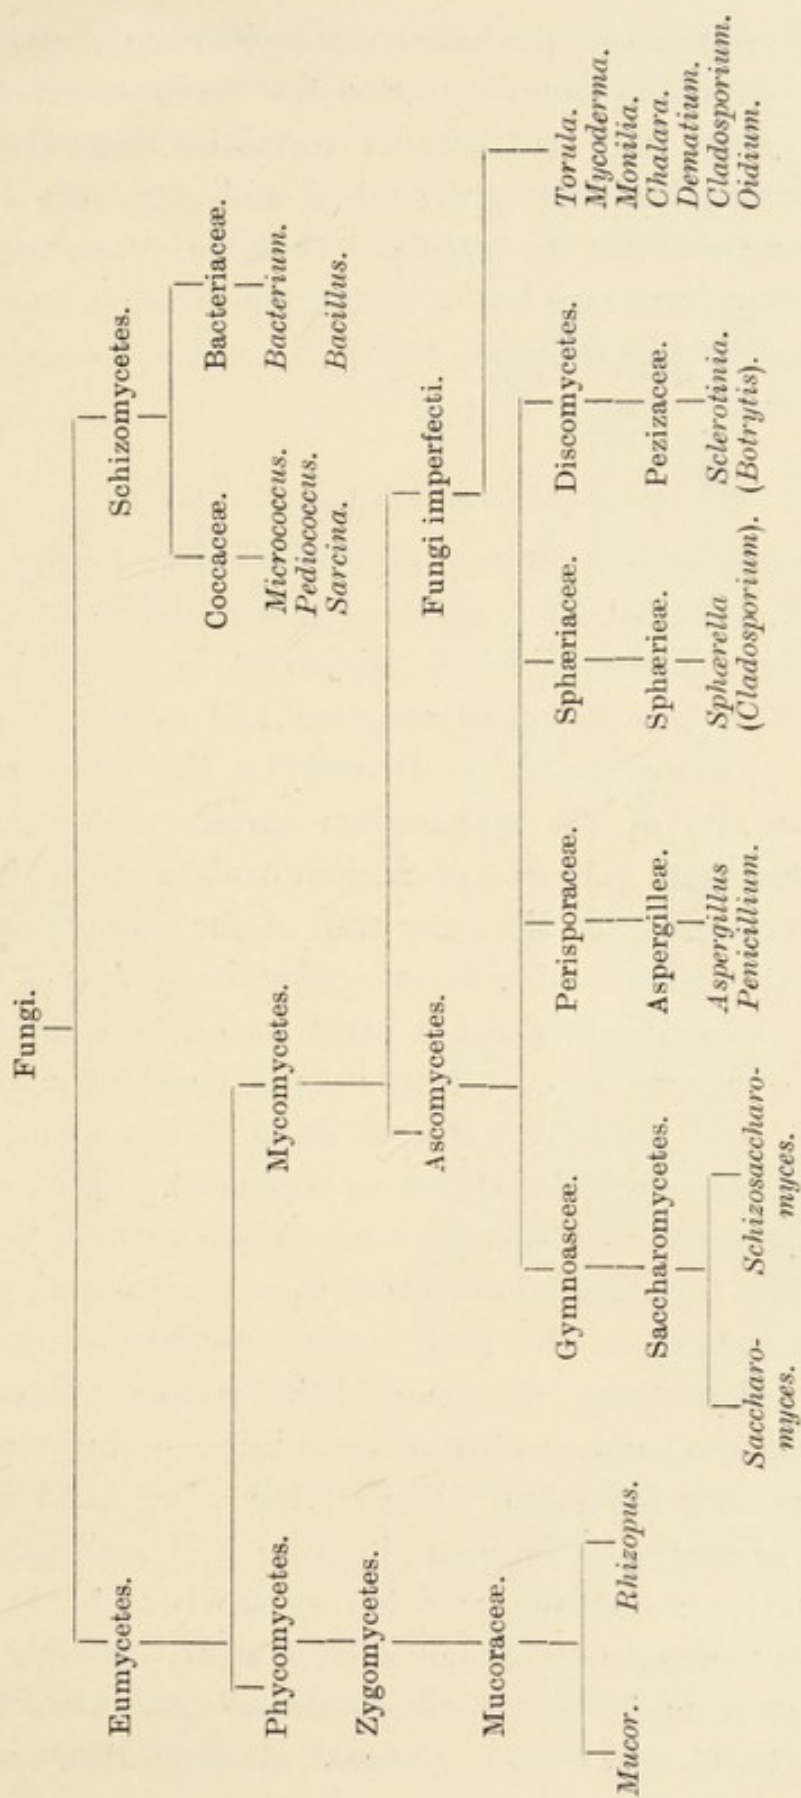 Fungi.
Eumycetes.
Schizomycetes.
Coccaceæ.
Bacteriaceæ.
Micrococcus.
Pediococcus.
Sarcina.
Bacterium.
Bacillus.
Phycomycetes.
Mycomycetes.
Zygomycetes.
Ascomycetes.
Fungi imperfecti.
Mucoraceæ.
Gymnoasceæ.
Perisporaceæ.
Sphæriaceæ.
Discomycetes.
Torula.
Mycoderma.
Monilia.
Chalara.
Dematium.
Cladosporium.
Oidium.
Mucor.
Rhizopus.
Saccharomycetes.
Aspergilleæ.
Sphærieæ.
Pezizaceæ.
Saccharo-
myces.
Schizosaccharo-
myces.
Aspergillus
Penicillium.
Sphærella
(Cladosporium).
Sclerotinia.
(Botrytis).